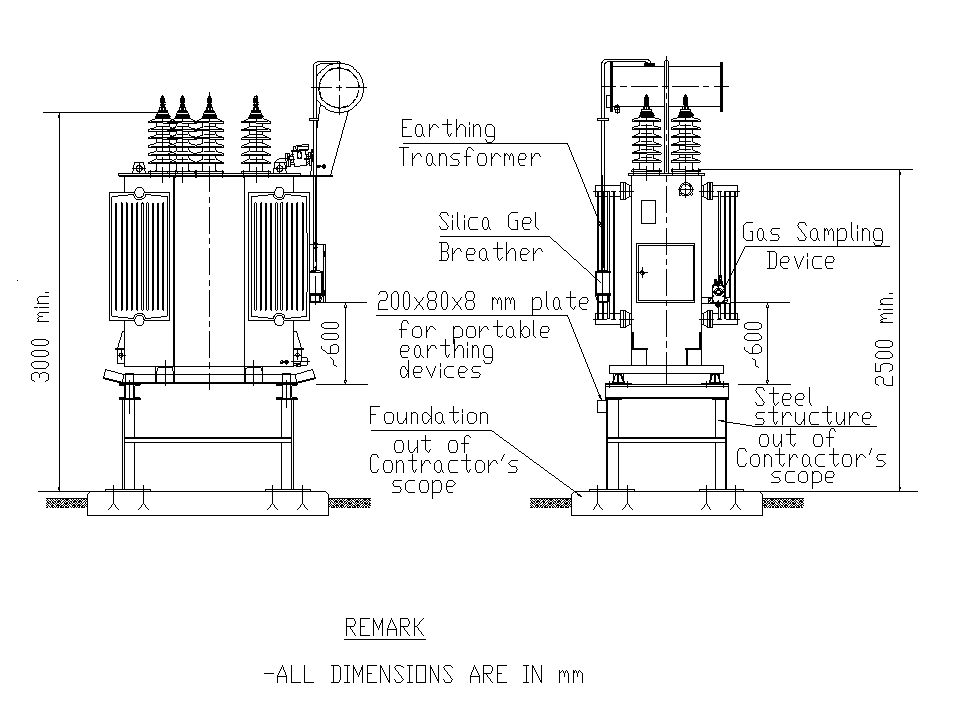 Earthing
Transformer
Silica Gel
Breather
Gas Sampling
Device
200x80x8 mm plate
for portable
earthing
devices
3000 min.
~600
~600
2500 min.
Foundation
out of
Contractor's
scope
Steel
structure
out of
Contractor's
scope
REMARK
-ALL DIMENSIONS ARE IN mm